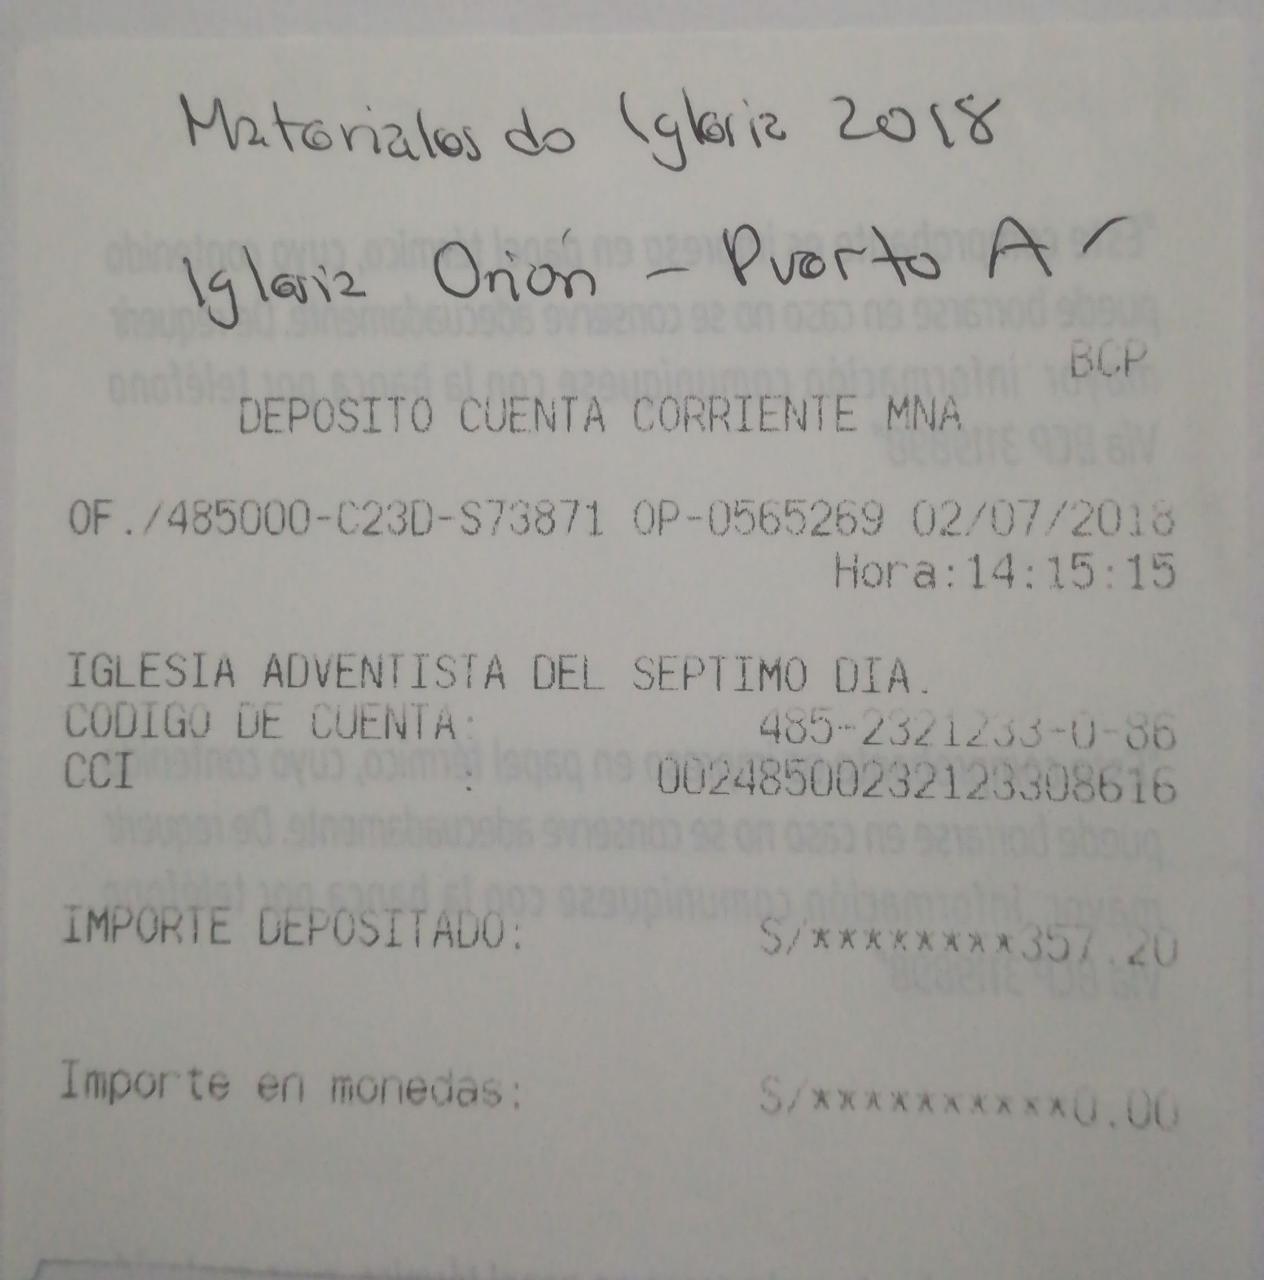 Materiales de Iglesia 2018
Iglesia Orión - Puerto A
BCP
DEPOSITO CUENTA CORRIENTE MNA
OF./485000-C23D-S73871 OP-0565269 02/07/2018
Hora:14:15:15
IGLESIA ADVENTISTA DEL SEPTIMO DIA.
CODIGO DE CUENTA: 485-2321233-0-86
CCI : 00248500232123308616
IMPORTE DEPOSITADO: S/********357.20
Importe en monedas: S/**********0.00